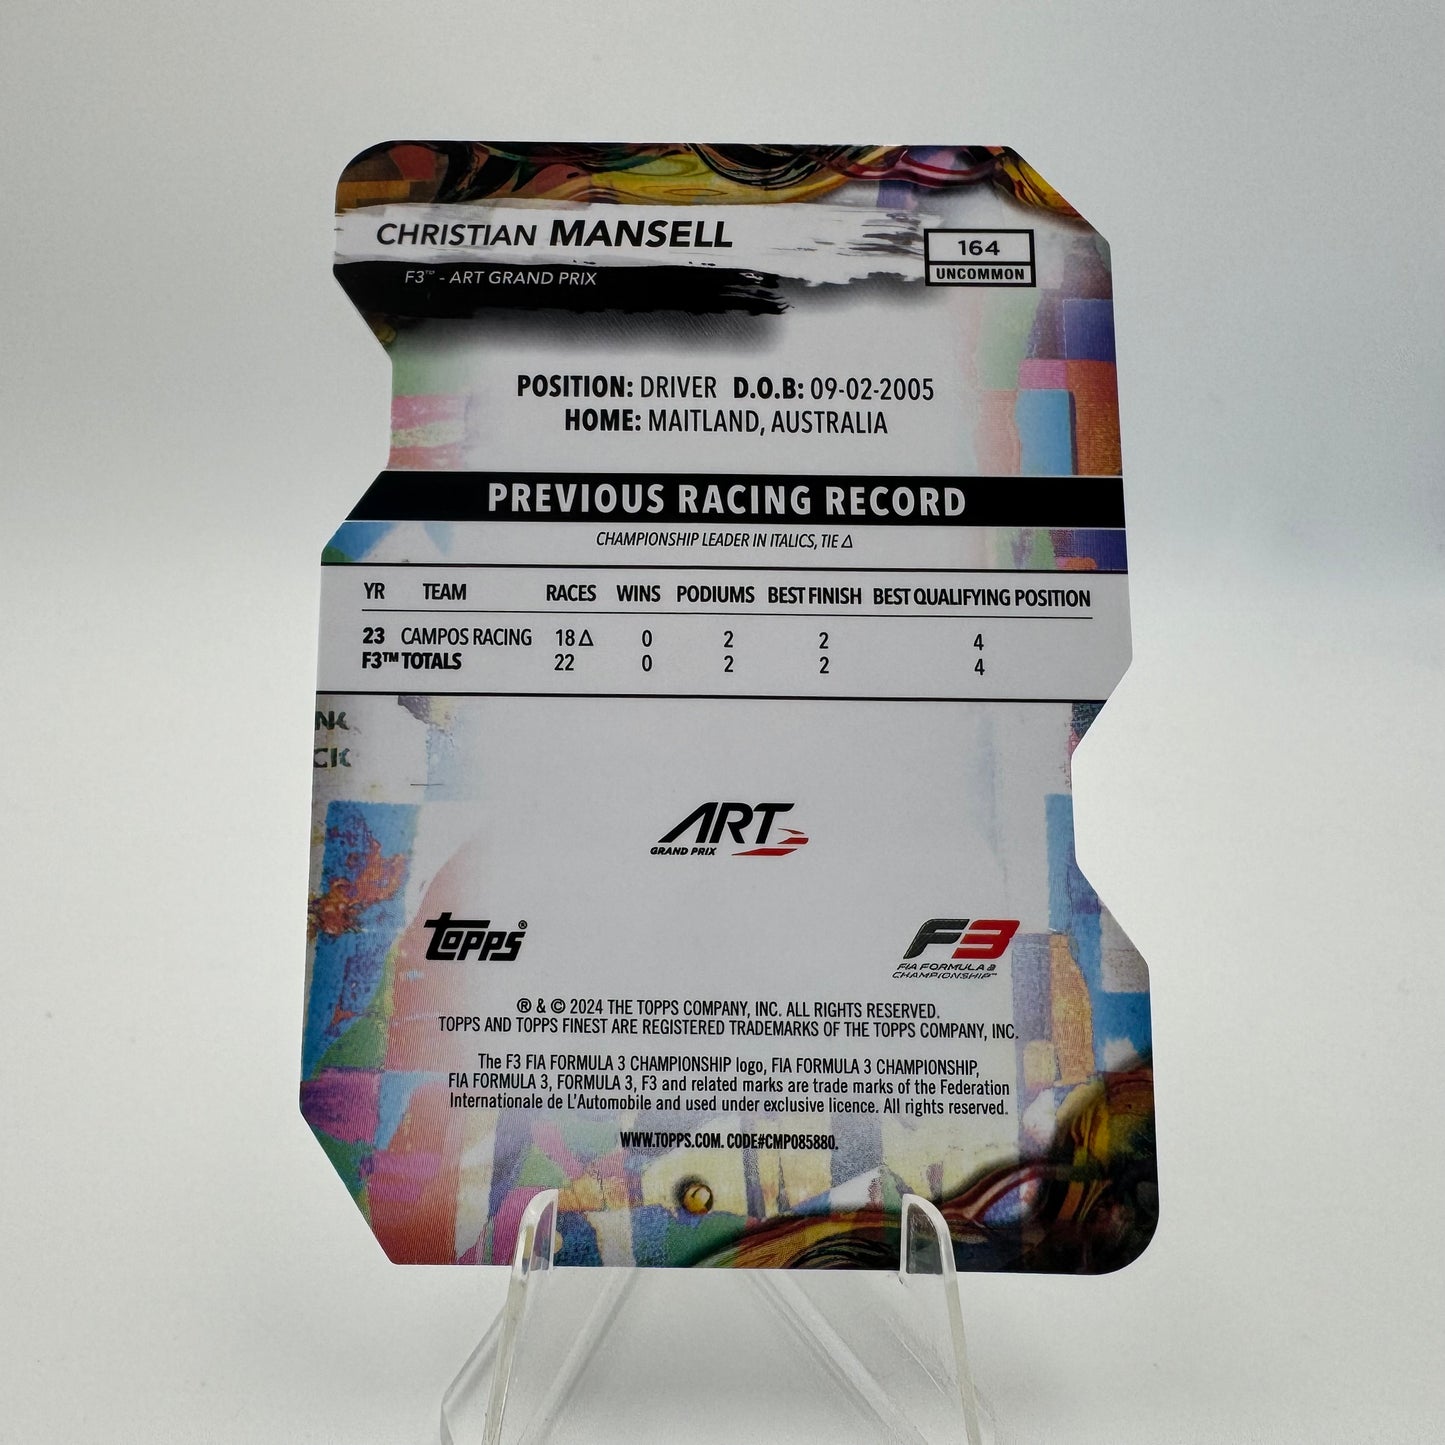 CHRISTIAN MANSELL
F3™ - ART GRAND PRIX
164
UNCOMMON
POSITION: DRIVER D.O.B: 09-02-2005
HOME: MAITLAND, AUSTRALIA
PREVIOUS RACING RECORD
CHAMPIONSHIP LEADER IN ITALICS, TIE Δ
YR TEAM RACES WINS PODIUMS BEST FINISH BEST QUALIFYING POSITION
23 CAMPOS RACING 18 Δ 0 2 2 4
F3™ TOTALS 22 0 2 2 4
NK
CK
ART
GRAND PRIX
Topps®
F3
FIA FORMULA 3
CHAMPIONSHIP™
® & © 2024 THE TOPPS COMPANY, INC. ALL RIGHTS RESERVED.
TOPPS AND TOPPS FINEST ARE REGISTERED TRADEMARKS OF THE TOPPS COMPANY, INC.
The F3 FIA FORMULA 3 CHAMPIONSHIP logo, FIA FORMULA 3 CHAMPIONSHIP,
FIA FORMULA 3, FORMULA 3, F3 and related marks are trade marks of the Federation
Internationale de L'Automobile and used under exclusive licence. All rights reserved.
WWW.TOPPS.COM. CODE#CMP085880.